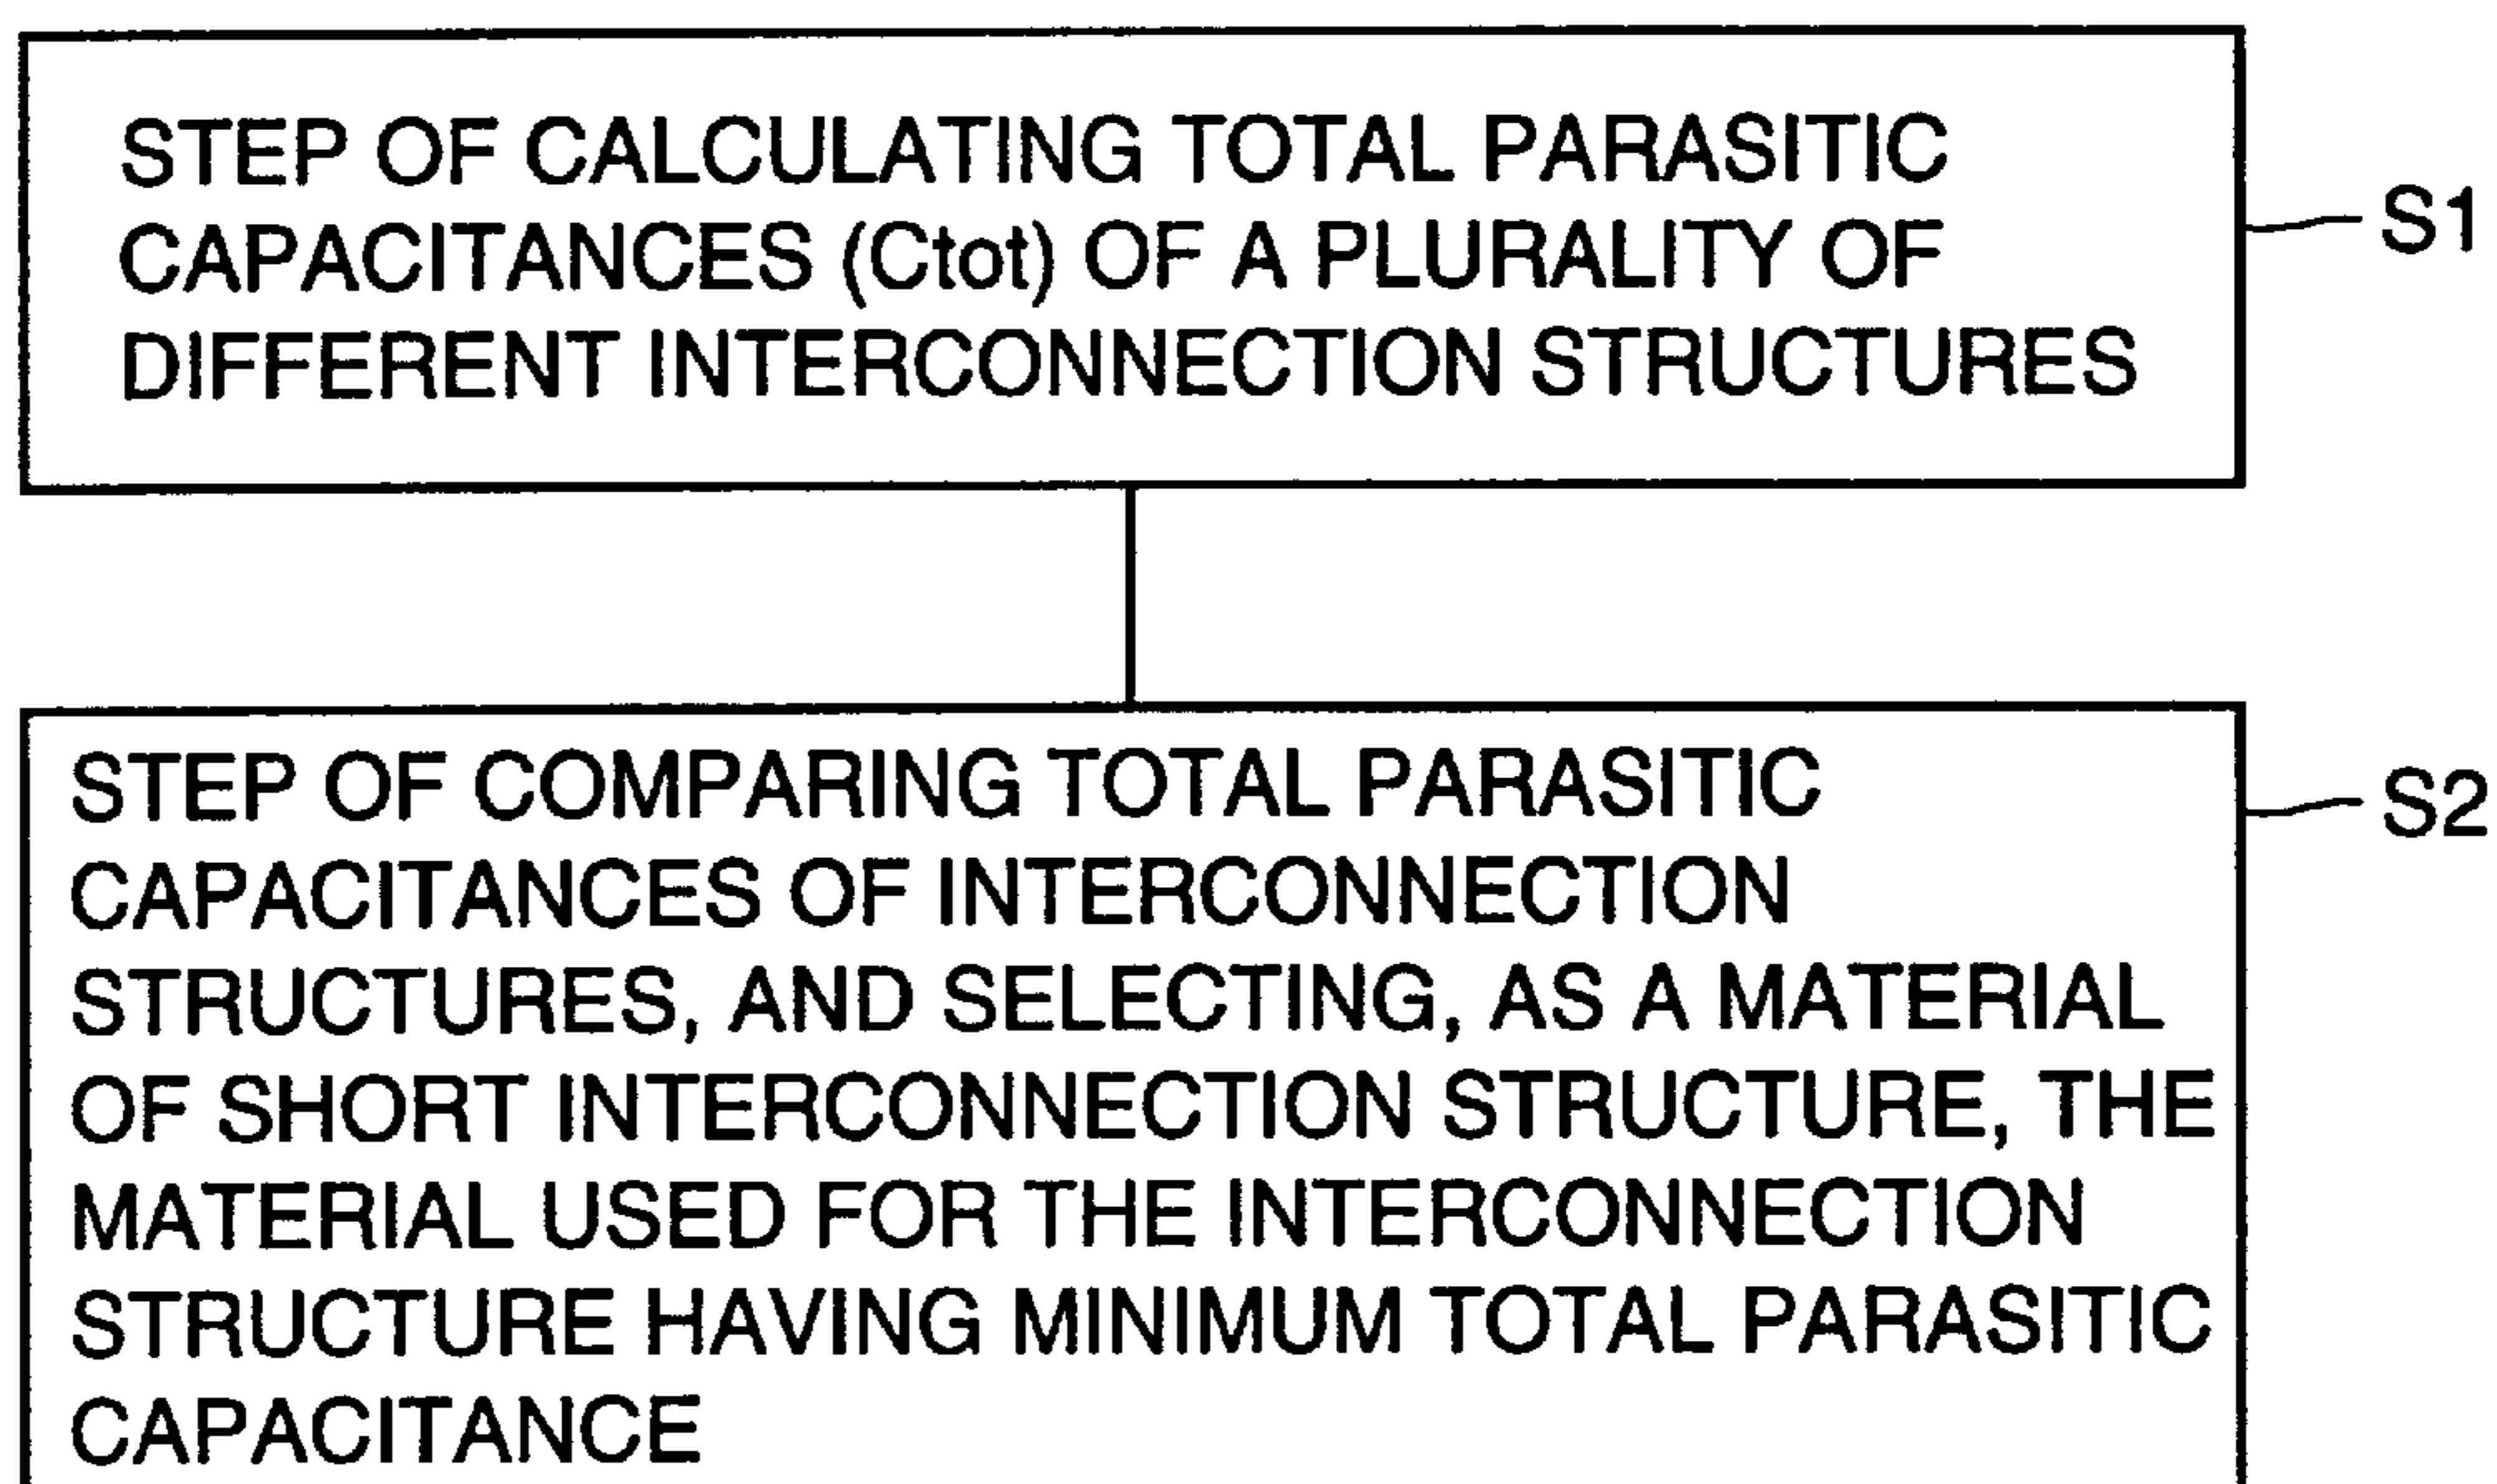 STEP OF CALCULATING TOTAL PARASITIC
CAPACITANCES (Ctot) OF A PLURALITY OF
DIFFERENT INTERCONNECTION STRUCTURES
S1
STEP OF COMPARING TOTAL PARASITIC
CAPACITANCES OF INTERCONNECTION
STRUCTURES, AND SELECTING, AS A MATERIAL
OF SHORT INTERCONNECTION STRUCTURE, THE
MATERIAL USED FOR THE INTERCONNECTION
STRUCTURE HAVING MINIMUM TOTAL PARASITIC
CAPACITANCE
S2